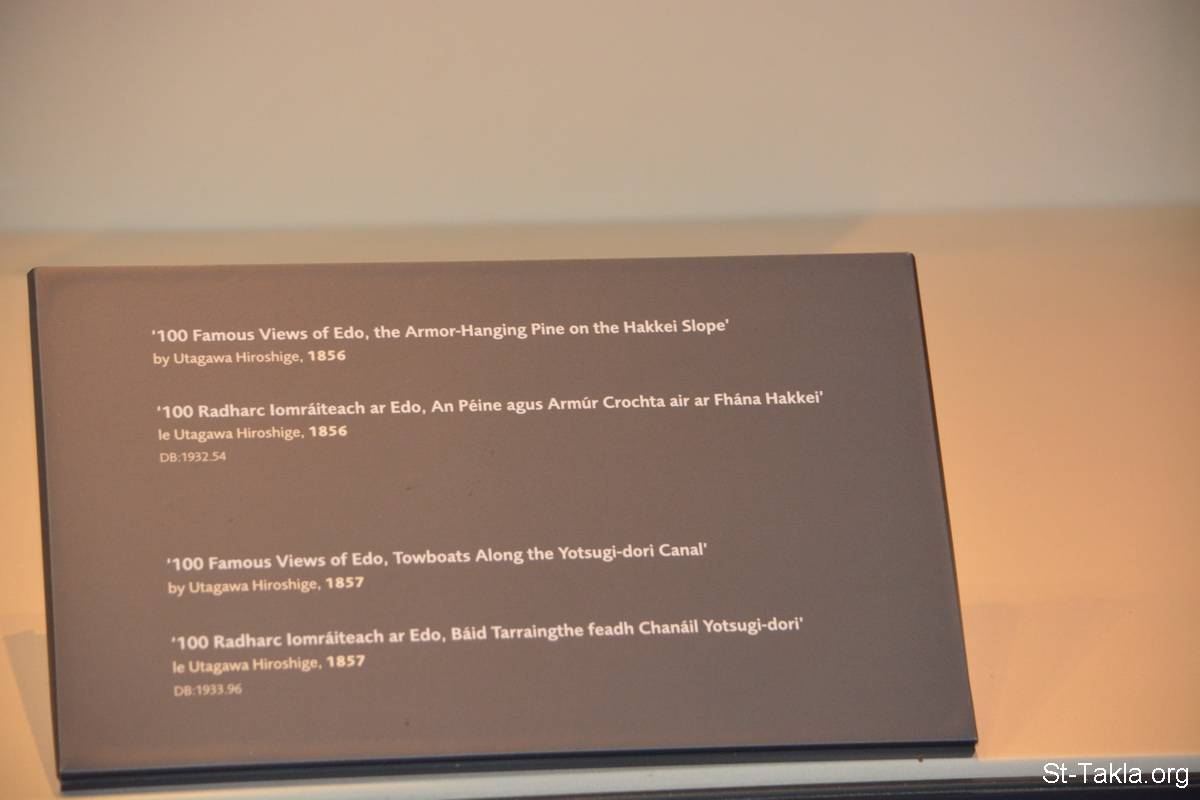 ‘100 Famous Views of Edo, the Armor-Hanging Pine on the Hakkei Slope’
by Utagawa Hiroshige, 1856
‘100 Radharc Iomráiteach ar Edo, An Péine agus Armúr Crochta air ar Fhána Hakkei’
le Utagawa Hiroshige, 1856
DB:1932.54
‘100 Famous Views of Edo, Towboats Along the Yotsugi-dori Canal’
by Utagawa Hiroshige, 1857
‘100 Radharc Iomráiteach ar Edo, Báid Tarraingthe feadh Chanáil Yotsugi-dori’
le Utagawa Hiroshige, 1857
DB:1933.96
St-Takla.org